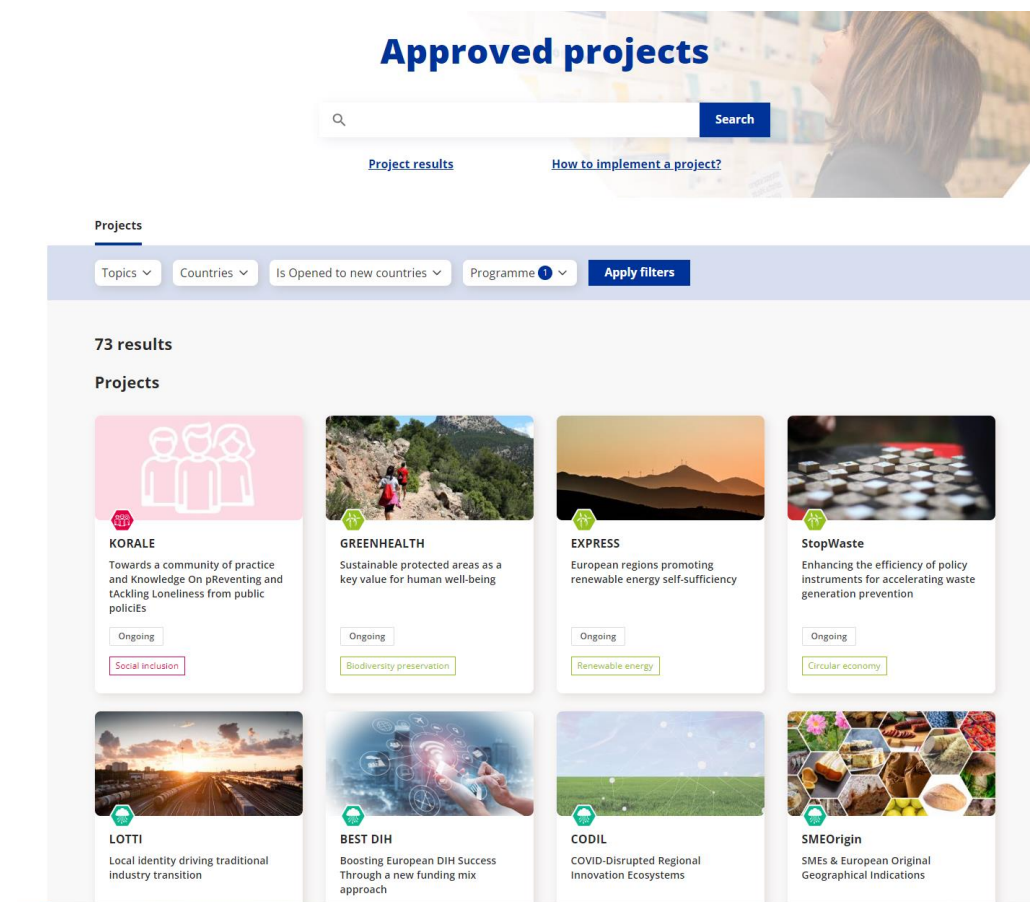 Approved projects
Search
Project results
How to implement a project?
Projects
Topics
Countries
Is Opened to new countries
Programme 1
Apply filters
73 results
Projects
KORALE
Towards a community of practice
and Knowledge On pReventing and
tAckling Loneliness from public
policiEs
Ongoing
Social inclusion
GREENHEALTH
Sustainable protected areas as a
key value for human well-being
Ongoing
Biodiversity preservation
EXPRESS
European regions promoting
renewable energy self-sufficiency
Ongoing
Renewable energy
StopWaste
Enhancing the efficiency of policy
instruments for accelerating waste
generation prevention
Ongoing
Circular economy
LOTTI
Local identity driving traditional
industry transition
BEST DIH
Boosting European DIH Success
Through a new funding mix
approach
CODIL
COVID-Disrupted Regional
Innovation Ecosystems
SMEOrigin
SMEs & European Original
Geographical Indications